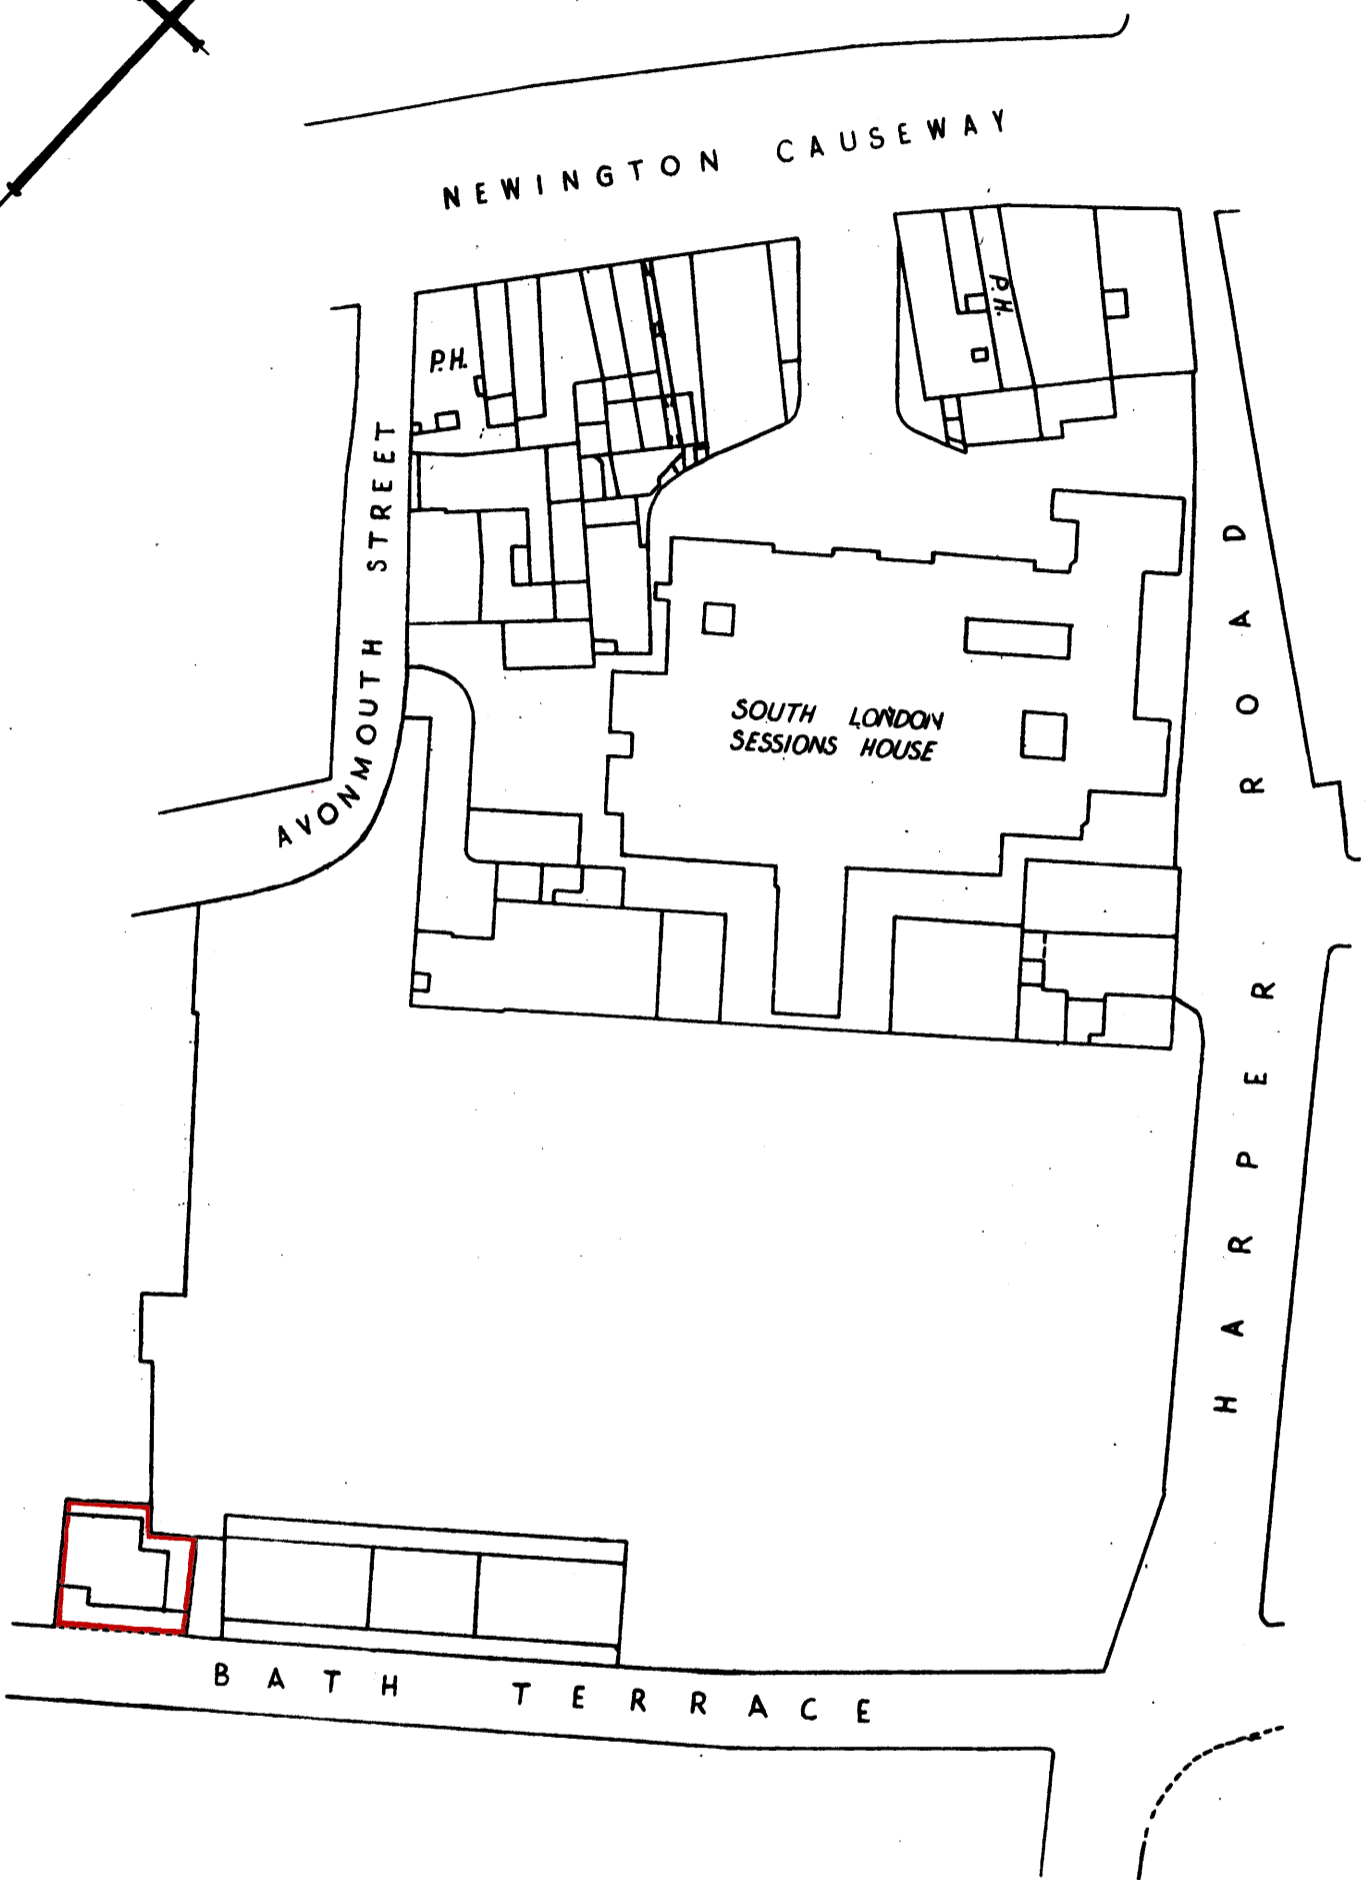 NEWINGTON CAUSEWAY
P.H.
P.H.
AVONMOUTH STREET
SOUTH LONDON
SESSIONS HOUSE
HARPER ROAD
BATH TERRACE